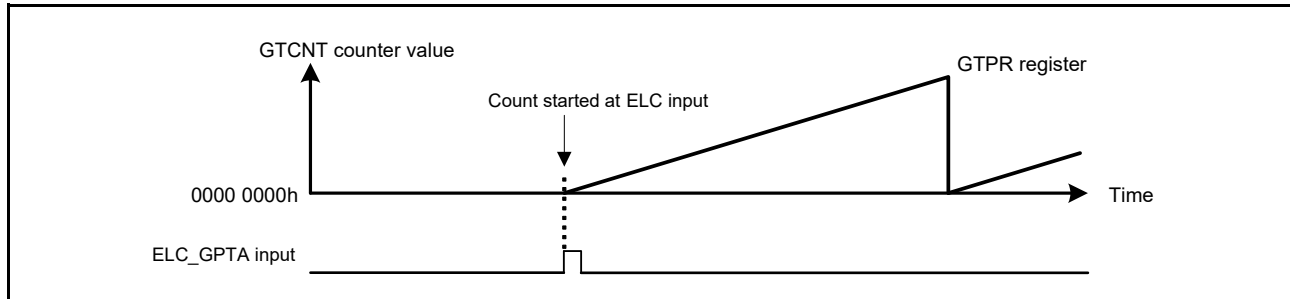 GTCNT counter value
GTPR register
Count started at ELC input
0000 0000h
Time
ELC_GPTA input